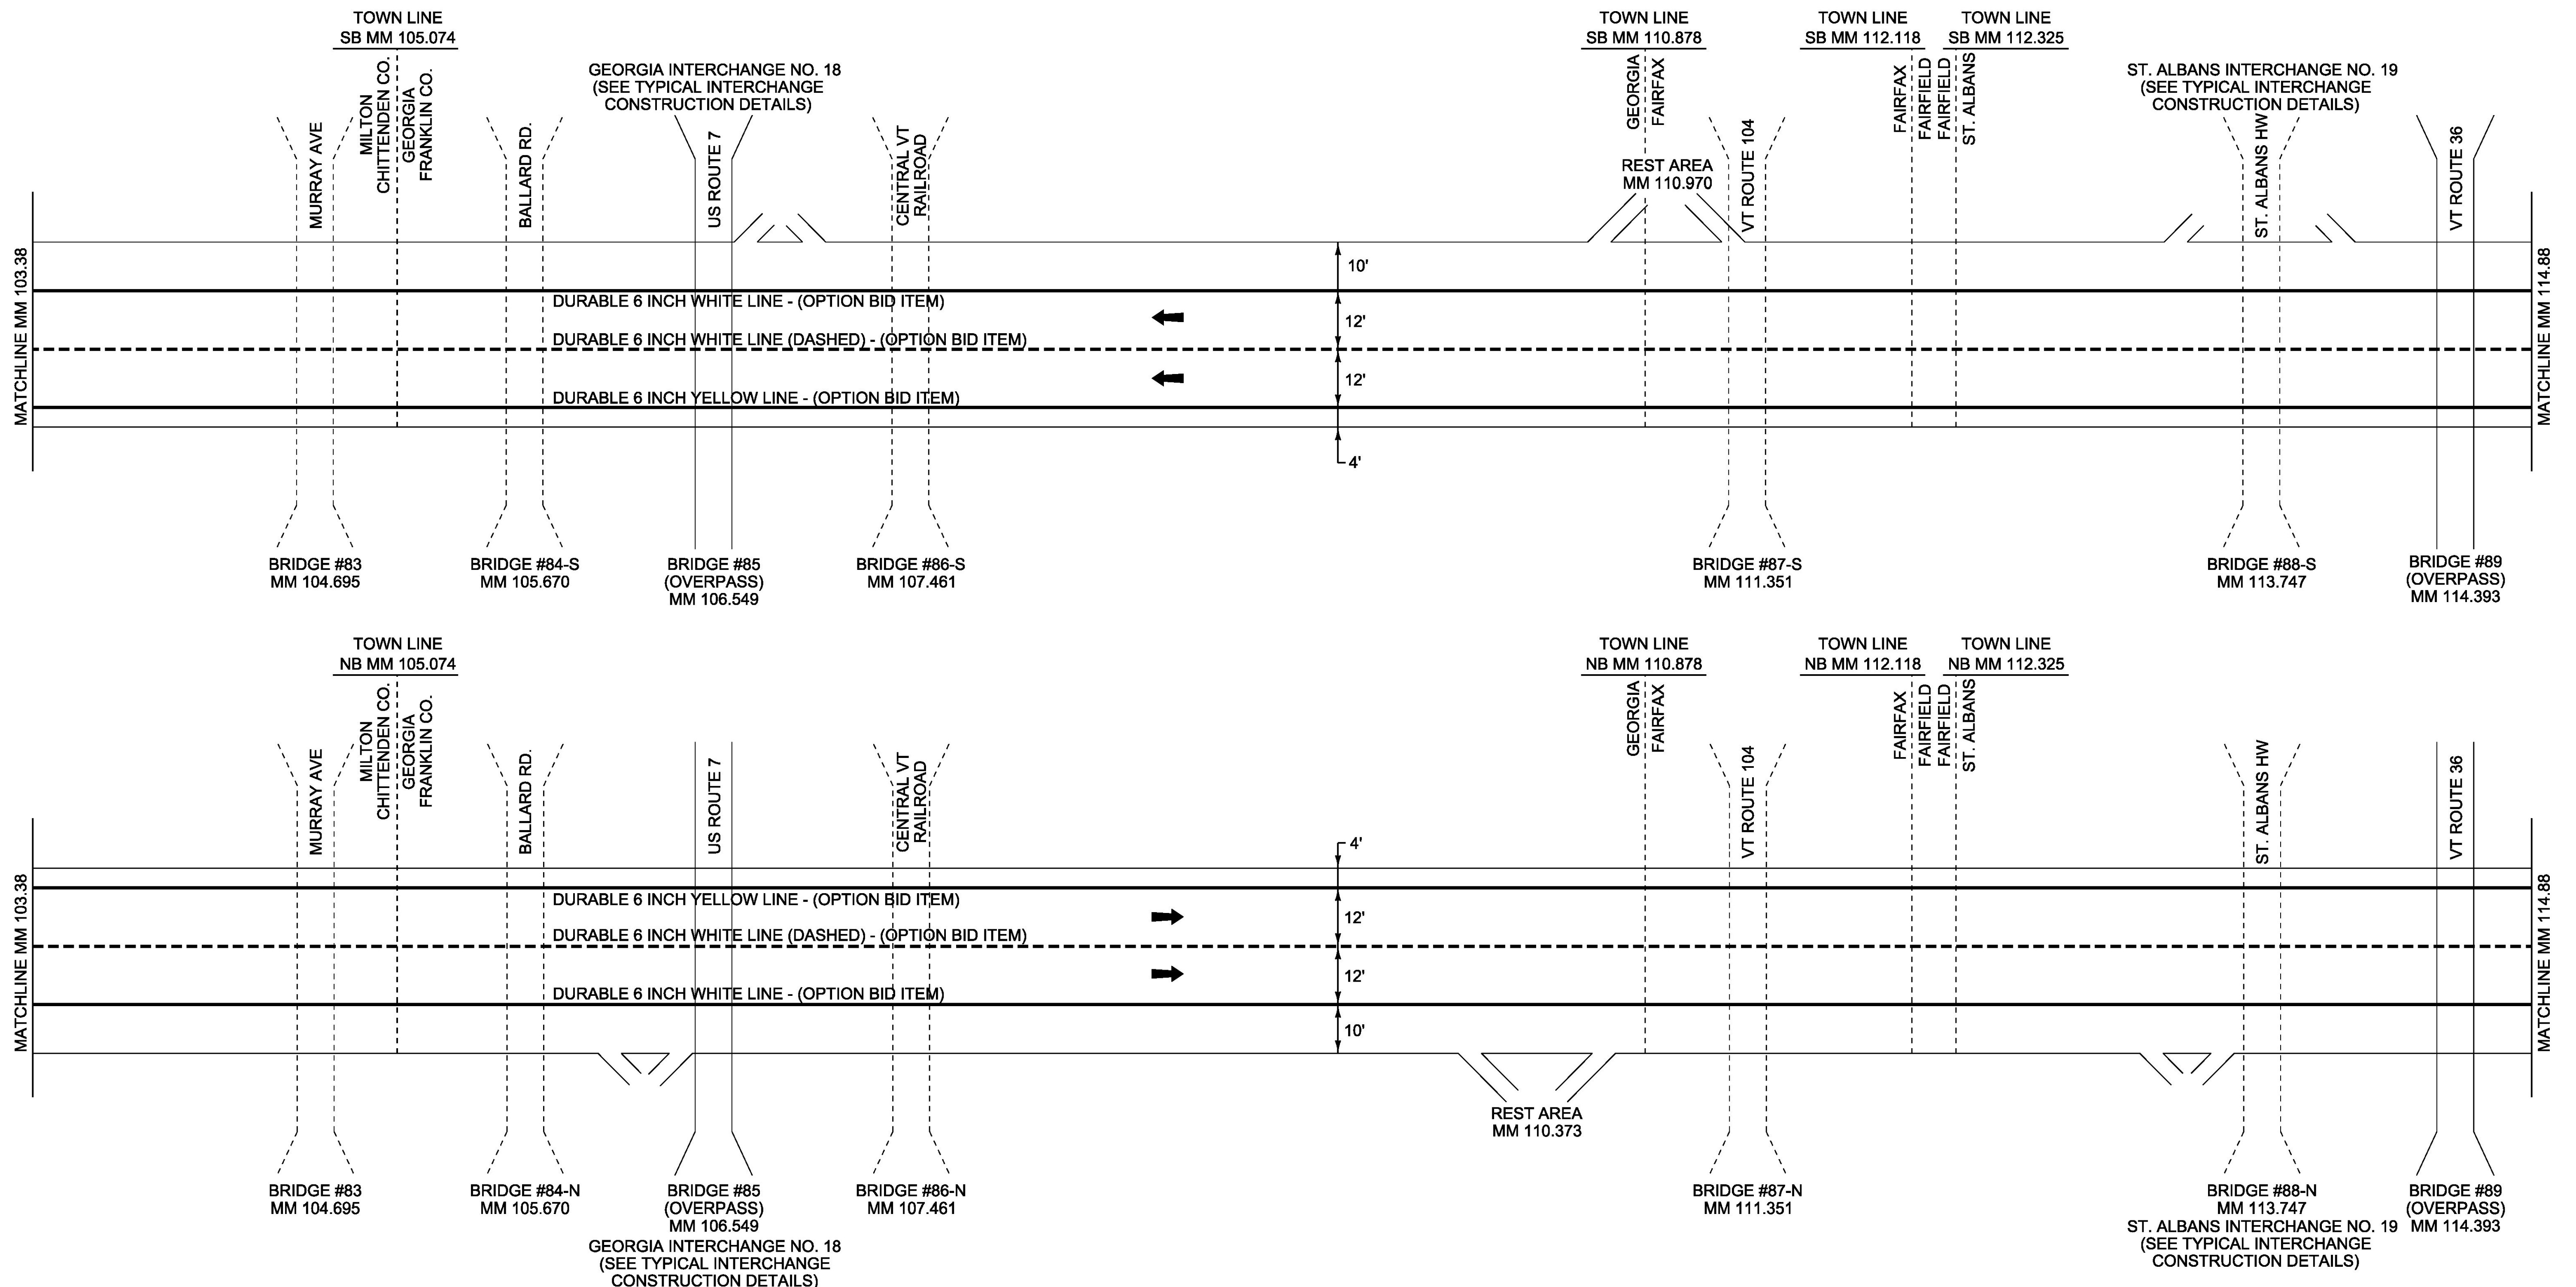 TOWN LINE
SB MM 105.074
TOWN LINE
SB MM 110.878
TOWN LINE
SB MM 112.118
TOWN LINE
SB MM 112.325
GEORGIA INTERCHANGE NO. 18
(SEE TYPICAL INTERCHANGE
CONSTRUCTION DETAILS)
ST. ALBANS INTERCHANGE NO. 19
(SEE TYPICAL INTERCHANGE
CONSTRUCTION DETAILS)
MURRAY AVE
MILTON
CHITTENDEN CO.
GEORGIA
FRANKLIN CO.
BALLARD RD.
US ROUTE 7
CENTRAL VT
RAILROAD
GEORGIA
FAIRFAX
REST AREA
MM 110.970
VT ROUTE 104
FAIRFAX
FAIRFIELD
FAIRFIELD
ST. ALBANS
ST. ALBANS HW
VT ROUTE 36
MATCHLINE MM 103.38
10'
DURABLE 6 INCH WHITE LINE - (OPTION BID ITEM)
12'
DURABLE 6 INCH WHITE LINE (DASHED) - (OPTION BID ITEM)
12'
DURABLE 6 INCH YELLOW LINE - (OPTION BID ITEM)
4'
MATCHLINE MM 114.88
BRIDGE #83
MM 104.695
BRIDGE #84-S
MM 105.670
BRIDGE #85
(OVERPASS)
MM 106.549
BRIDGE #86-S
MM 107.461
BRIDGE #87-S
MM 111.351
BRIDGE #88-S
MM 113.747
BRIDGE #89
(OVERPASS)
MM 114.393
TOWN LINE
NB MM 105.074
TOWN LINE
NB MM 110.878
TOWN LINE
NB MM 112.118
TOWN LINE
NB MM 112.325
MURRAY AVE
MILTON
CHITTENDEN CO.
GEORGIA
FRANKLIN CO.
BALLARD RD.
US ROUTE 7
CENTRAL VT
RAILROAD
GEORGIA
FAIRFAX
VT ROUTE 104
FAIRFAX
FAIRFIELD
FAIRFIELD
ST. ALBANS
ST. ALBANS HW
VT ROUTE 36
MATCHLINE MM 103.38
4'
DURABLE 6 INCH YELLOW LINE - (OPTION BID ITEM)
12'
DURABLE 6 INCH WHITE LINE (DASHED) - (OPTION BID ITEM)
12'
DURABLE 6 INCH WHITE LINE - (OPTION BID ITEM)
10'
MATCHLINE MM 114.88
REST AREA
MM 110.373
BRIDGE #83
MM 104.695
BRIDGE #84-N
MM 105.670
BRIDGE #85
(OVERPASS)
MM 106.549
GEORGIA INTERCHANGE NO. 18
(SEE TYPICAL INTERCHANGE
CONSTRUCTION DETAILS)
BRIDGE #86-N
MM 107.461
BRIDGE #87-N
MM 111.351
BRIDGE #88-N
MM 113.747
ST. ALBANS INTERCHANGE NO. 19
(SEE TYPICAL INTERCHANGE
CONSTRUCTION DETAILS)
BRIDGE #89
(OVERPASS)
MM 114.393